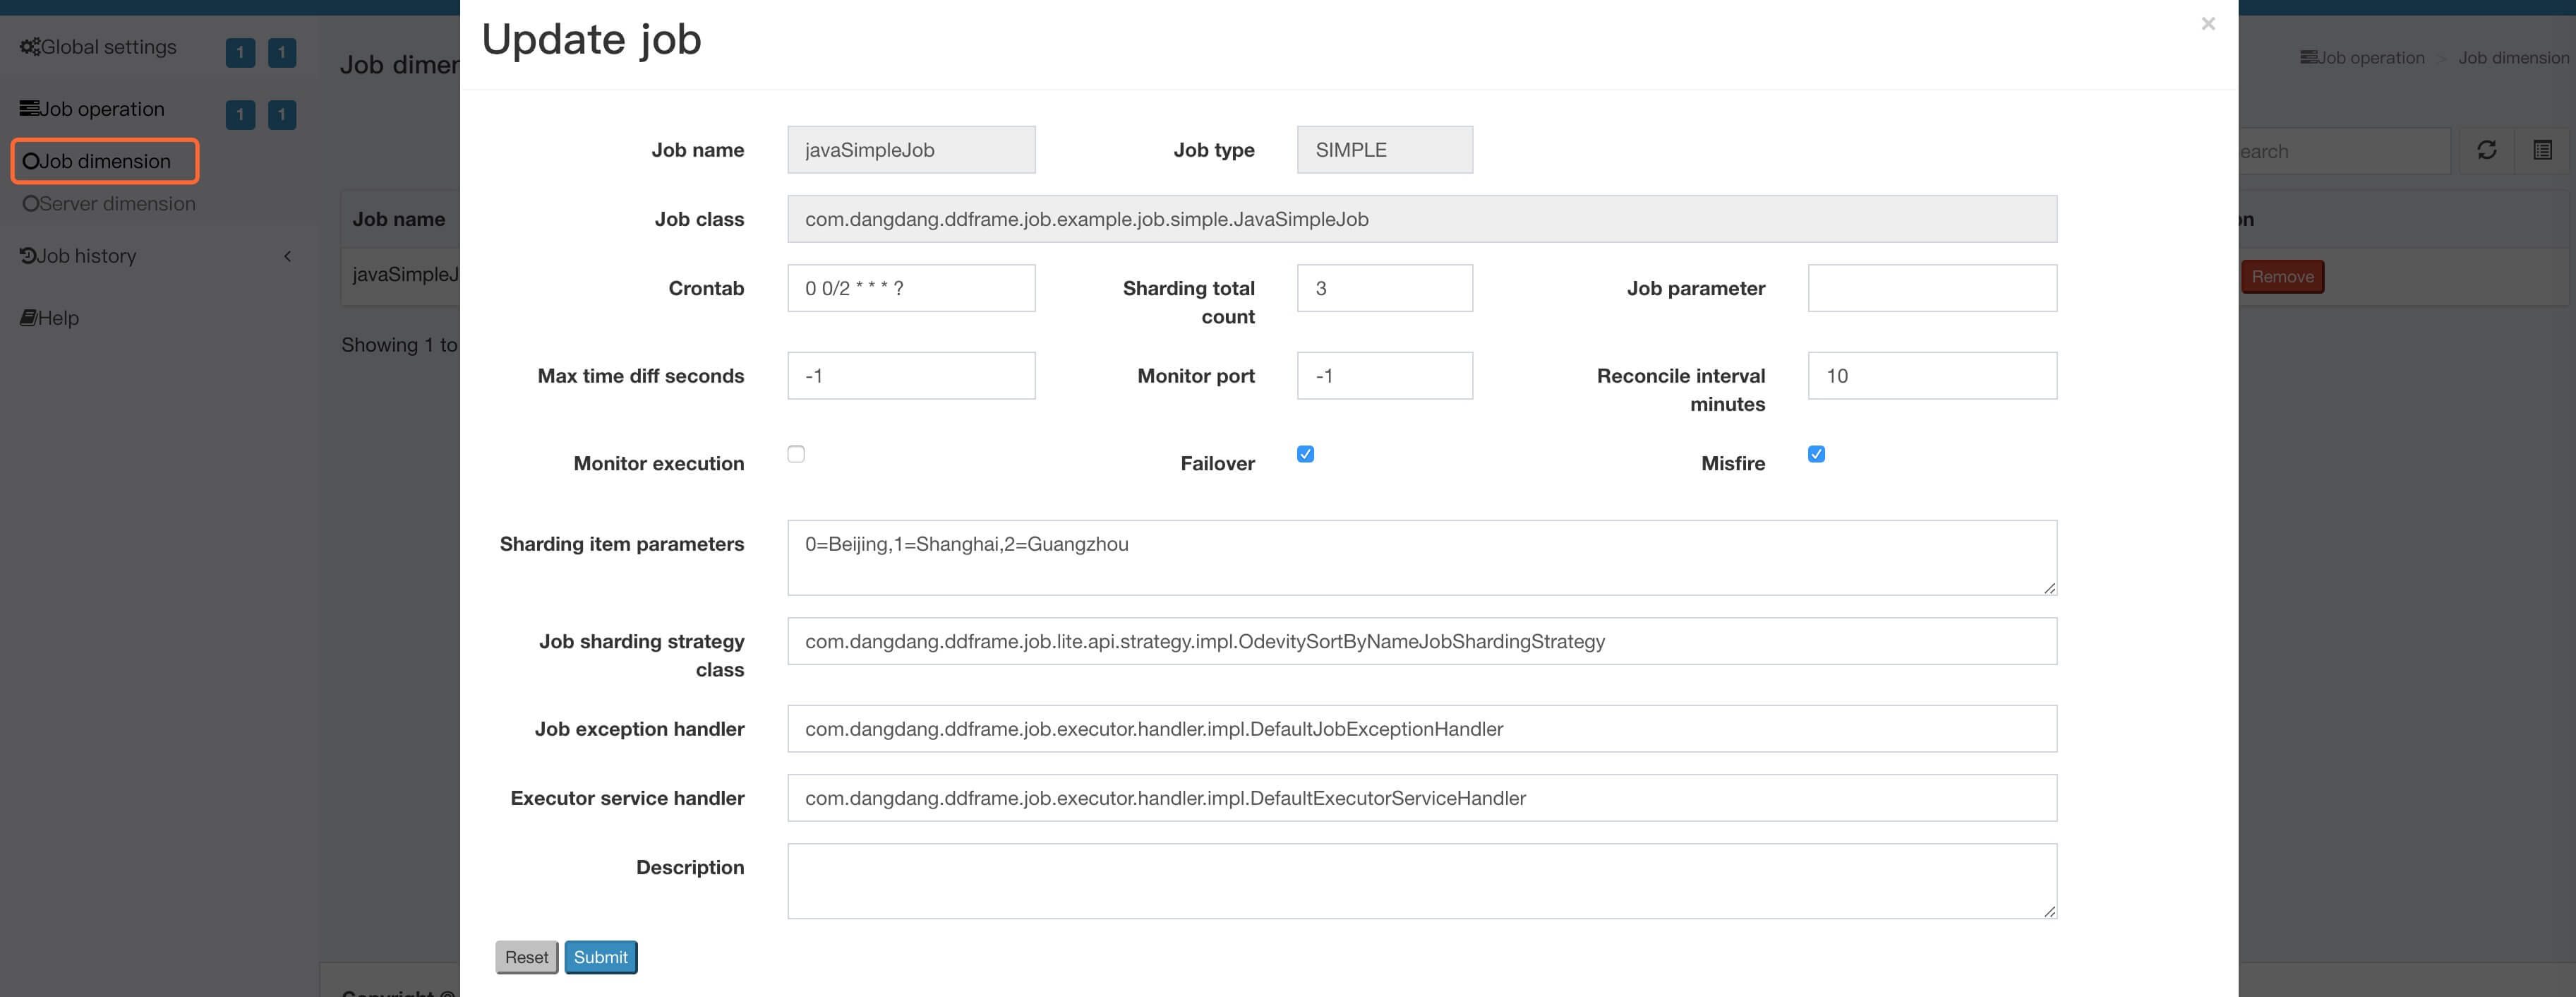 Update job
×
Global settings 1 1
Job operation 1 1
Job dimension
Server dimension
Job history
Help
Job dimen
Job operation > Job dimension
earch
Job name
on
javaSimpleJ
Remove
Showing 1 to
Job name javaSimpleJob Job type SIMPLE
Job class com.dangdang.ddframe.job.example.job.simple.JavaSimpleJob
Crontab 0 0/2 * * * ? Sharding total count 3 Job parameter
Max time diff seconds -1 Monitor port -1 Reconcile interval minutes 10
Monitor execution Failover Misfire
Sharding item parameters 0=Beijing,1=Shanghai,2=Guangzhou
Job sharding strategy class com.dangdang.ddframe.job.lite.api.strategy.impl.OdevitySortByNameJobShardingStrategy
Job exception handler com.dangdang.ddframe.job.executor.handler.impl.DefaultJobExceptionHandler
Executor service handler com.dangdang.ddframe.job.executor.handler.impl.DefaultExecutorServiceHandler
Description
Reset Submit
Copyright ©